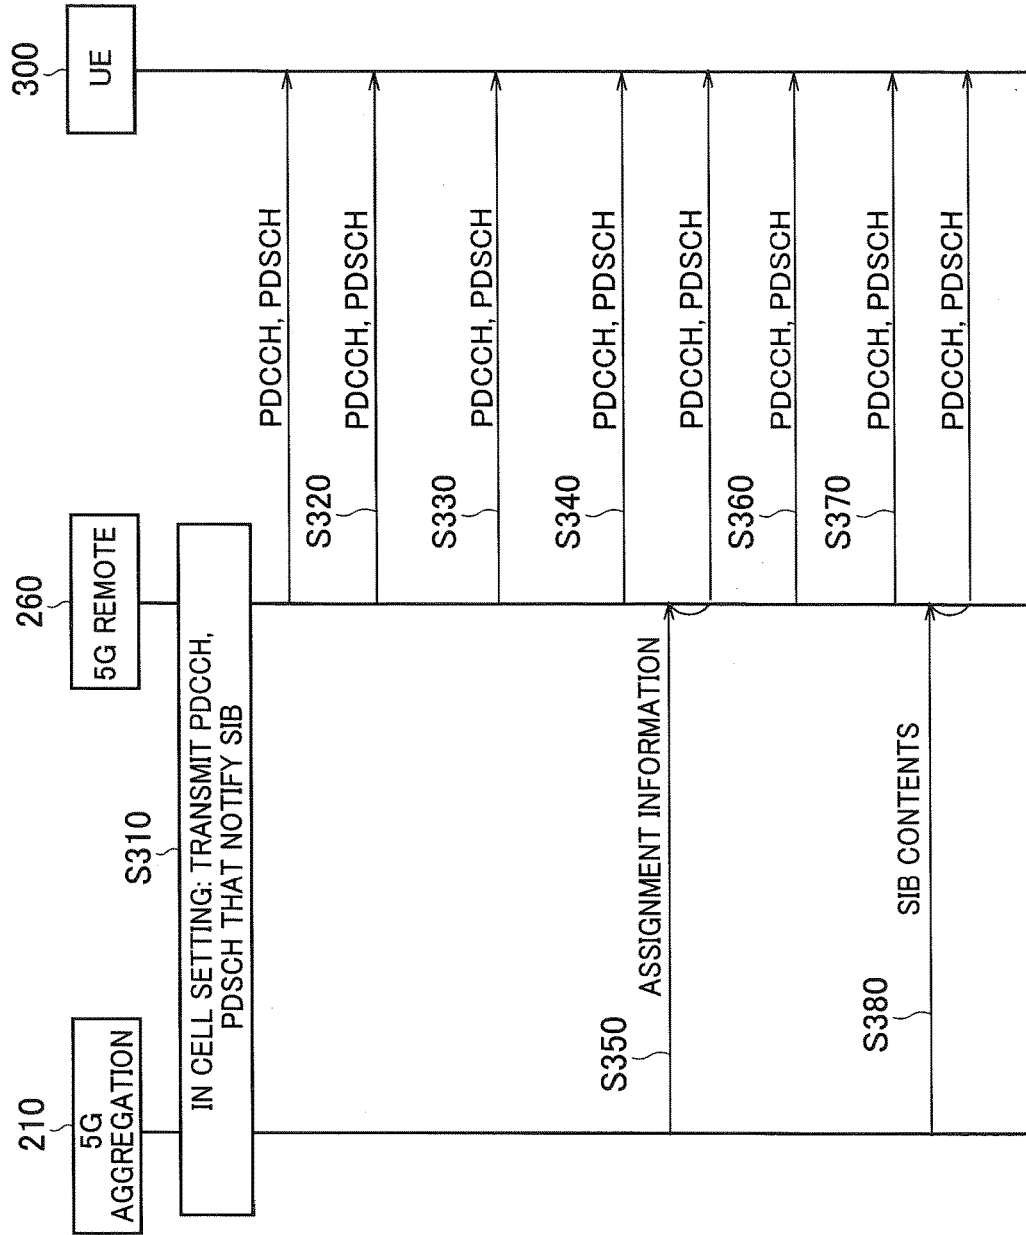 210
5G
AGGREGATION
260
5G REMOTE
300
UE
S310
IN CELL SETTING: TRANSMIT PDCCH,
PDSCH THAT NOTIFY SIB
PDCCH, PDSCH
S320
PDCCH, PDSCH
S330
PDCCH, PDSCH
S340
PDCCH, PDSCH
S350
ASSIGNMENT INFORMATION
PDCCH, PDSCH
S360
PDCCH, PDSCH
S370
PDCCH, PDSCH
S380
SIB CONTENTS
PDCCH, PDSCH